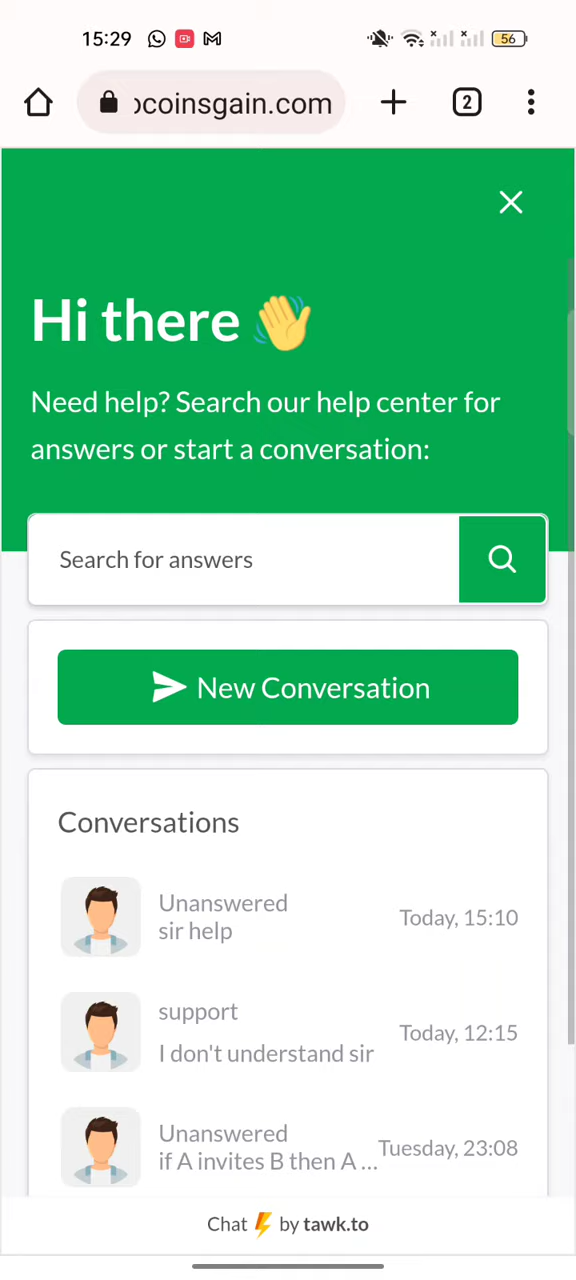 15:29
56
ocoinsgain.com
2
Hi there
Need help? Search our help center for
answers or start a conversation:
Search for answers
New Conversation
Conversations
Unanswered
sir help
Today, 15:10
support
I don't understand sir
Today, 12:15
Unanswered
if A invites B then A ...
Tuesday, 23:08
Chat by tawk.to